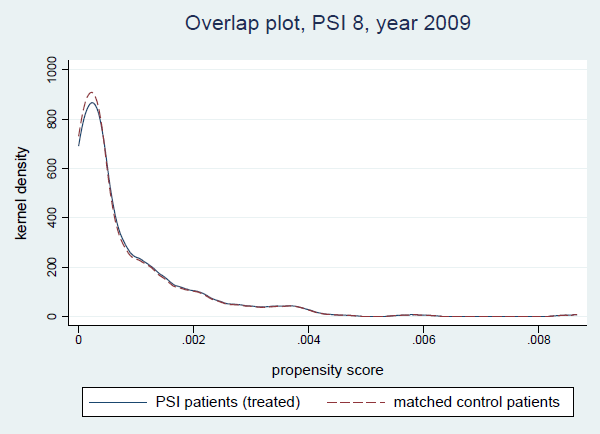 Overlap plot, PSI 8, year 2009
1000
800
600
400
200
0
kernel density
0 .002 .004 .006 .008
propensity score
PSI patients (treated) matched control patients